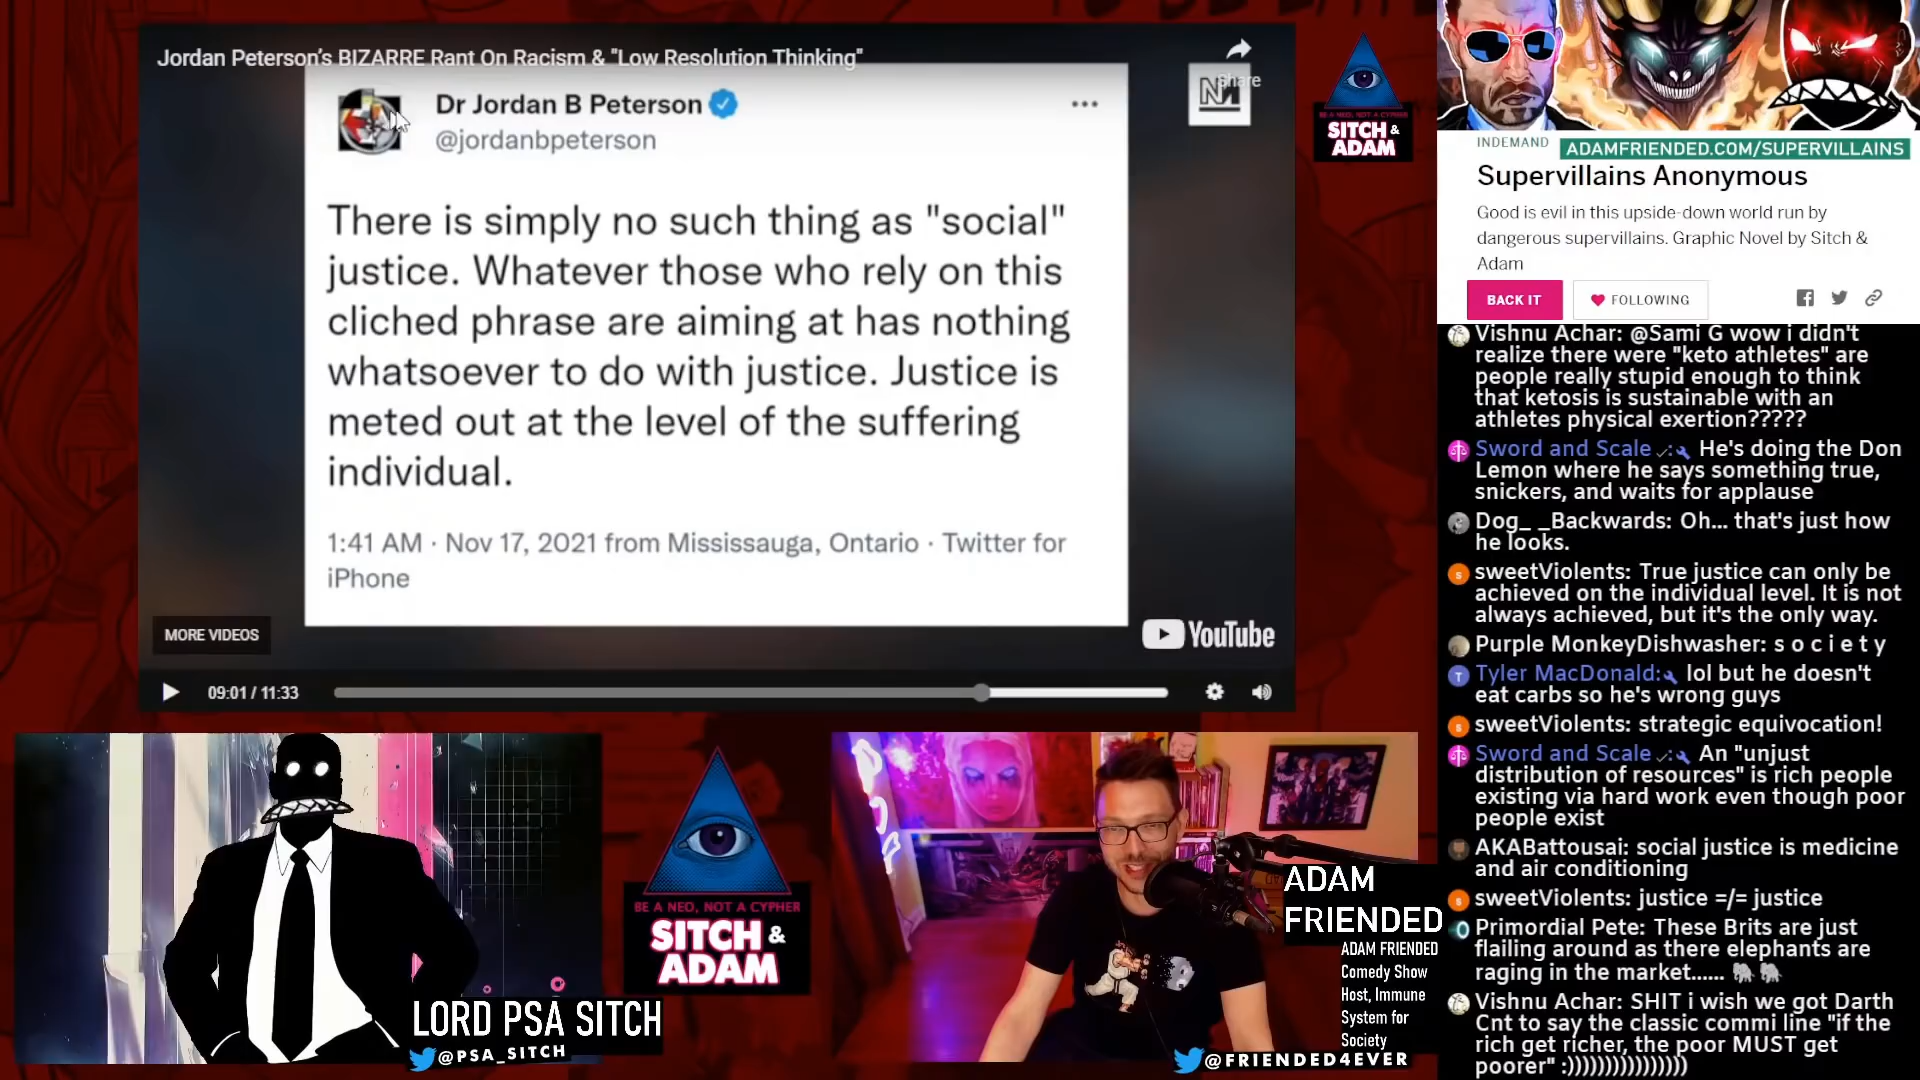 Jordan Peterson's BIZARRE Rant On Racism & "Low Resolution Thinking"
Share
Dr Jordan B Peterson
@jordanbpeterson
There is simply no such thing as "social"
justice. Whatever those who rely on this
cliched phrase are aiming at has nothing
whatsoever to do with justice. Justice is
meted out at the level of the suffering
individual.
1:41 AM · Nov 17, 2021 from Mississauga, Ontario · Twitter for
iPhone
MORE VIDEOS
YouTube
09:01 / 11:33
BE A NEO, NOT A CYPHER
SITCH &
ADAM
INDEMAND
ADAMFRIENDED.COM/SUPERVILLAINS
Supervillains Anonymous
Good is evil in this upside-down world run by
dangerous supervillains. Graphic Novel by Sitch &
Adam
BACK IT
FOLLOWING
Vishnu Achar: @Sami G wow i didn't
realize there were "keto athletes" are
people really stupid enough to think
that ketosis is sustainable with an
athletes physical exertion?????
Sword and Scale He's doing the Don
Lemon where he says something true,
snickers, and waits for applause
Dog_ _Backwards: Oh... that's just how
he looks.
sweetViolents: True justice can only be
achieved on the individual level. It is not
always achieved, but it's the only way.
Purple MonkeyDishwasher: s o c i e t y
Tyler MacDonald: lol but he doesn't
eat carbs so he's wrong guys
sweetViolents: strategic equivocation!
Sword and Scale An "unjust
distribution of resources" is rich people
existing via hard work even though poor
people exist
AKABattousai: social justice is medicine
and air conditioning
sweetViolents: justice =/= justice
Primordial Pete: These Brits are just
flailing around as there elephants are
raging in the market...... 🐘🐘
Vishnu Achar: SHIT i wish we got Darth
Cnt to say the classic commi line "if the
rich get richer, the poor MUST get
poorer" :))))))))))))))))
LORD PSA SITCH
@PSA_SITCH
BE A NEO, NOT A CYPHER
SITCH &
ADAM
ADAM
FRIENDED
ADAM FRIENDED
Comedy Show
Host, Immune
System for
Society
@FRIENDED4EVER